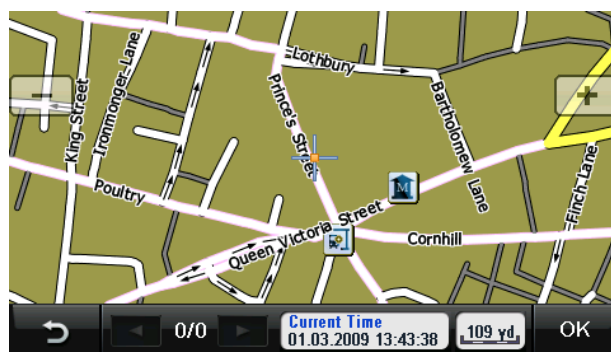 Lothbury
Prince's Street
King Street
Ironmonger Lane
Bartholomew Lane
M
Poultry
Finch Lane
Queen Victoria Street
Cornhill
0/0
Current Time
01.03.2009 13:43:38
109 yd
OK